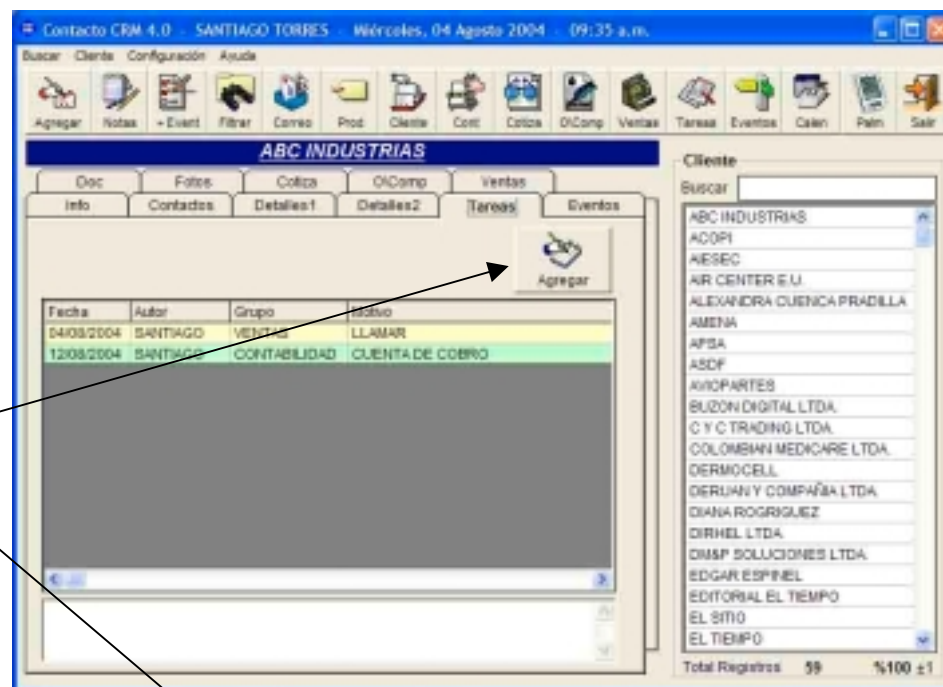 Contacto CRM 4.0 - SANTIAGO TORRES - Miércoles, 04 Agosto 2004 - 09:35 a.m.
Buscar Cliente Configuración Ayuda
Agregar Notas +Event Filtrar Correo Prod Cliente Cont Cotiza O\Comp Ventas Tareas Eventos Calen Palm Salir
ABC INDUSTRIAS
Doc Fotos Cotiza O\Comp Ventas
Info Contactos Detalles1 Detalles2 Tareas Eventos
Agregar
Fecha Autor Grupo Motivo
04/08/2004 SANTIAGO VENTAS LLAMAR
12/08/2004 SANTIAGO CONTABILIDAD CUENTA DE COBRO
Cliente
Buscar
ABC INDUSTRIAS
ACOPI
AIESEC
AIR CENTER E.U.
ALEXANDRA CUENCA PRADILLA
AMENA
APSA
ASDF
AVIOPARTES
BUZON DIGITAL LTDA.
C Y C TRADING LTDA.
COLOMBIAN MEDICARE LTDA.
DERMOCELL
DERUAN Y COMPAÑIA LTDA
DIANA ROGRIGUEZ
DIRHEL LTDA
DM&P SOLUCIONES LTDA.
EDGAR ESPINEL
EDITORIAL EL TIEMPO
EL SITIO
EL TIEMPO
Total Registros 59 %100 ±1